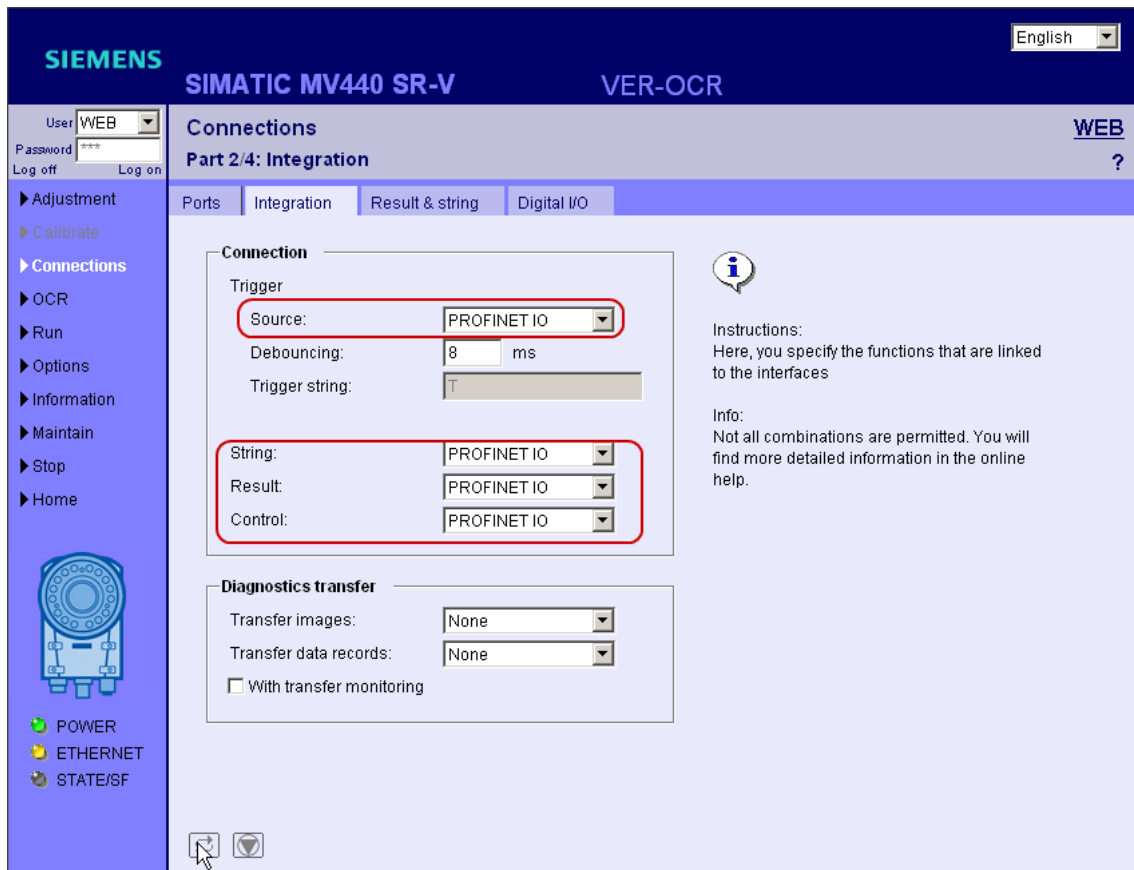 English
SIEMENS
SIMATIC MV440 SR-V VER-OCR
User WEB
Password ***
Log off Log on
Connections WEB
Part 2/4: Integration ?
Adjustment
Calibrate
Connections
OCR
Run
Options
Information
Maintain
Stop
Home
POWER
ETHERNET
STATE/SF
Ports Integration Result & string Digital I/O
Connection
Trigger
Source: PROFINET IO
Debouncing: 8 ms
Trigger string: T
String: PROFINET IO
Result: PROFINET IO
Control: PROFINET IO
Diagnostics transfer
Transfer images: None
Transfer data records: None
With transfer monitoring
Instructions:
Here, you specify the functions that are linked
to the interfaces
Info:
Not all combinations are permitted. You will
find more detailed information in the online
help.